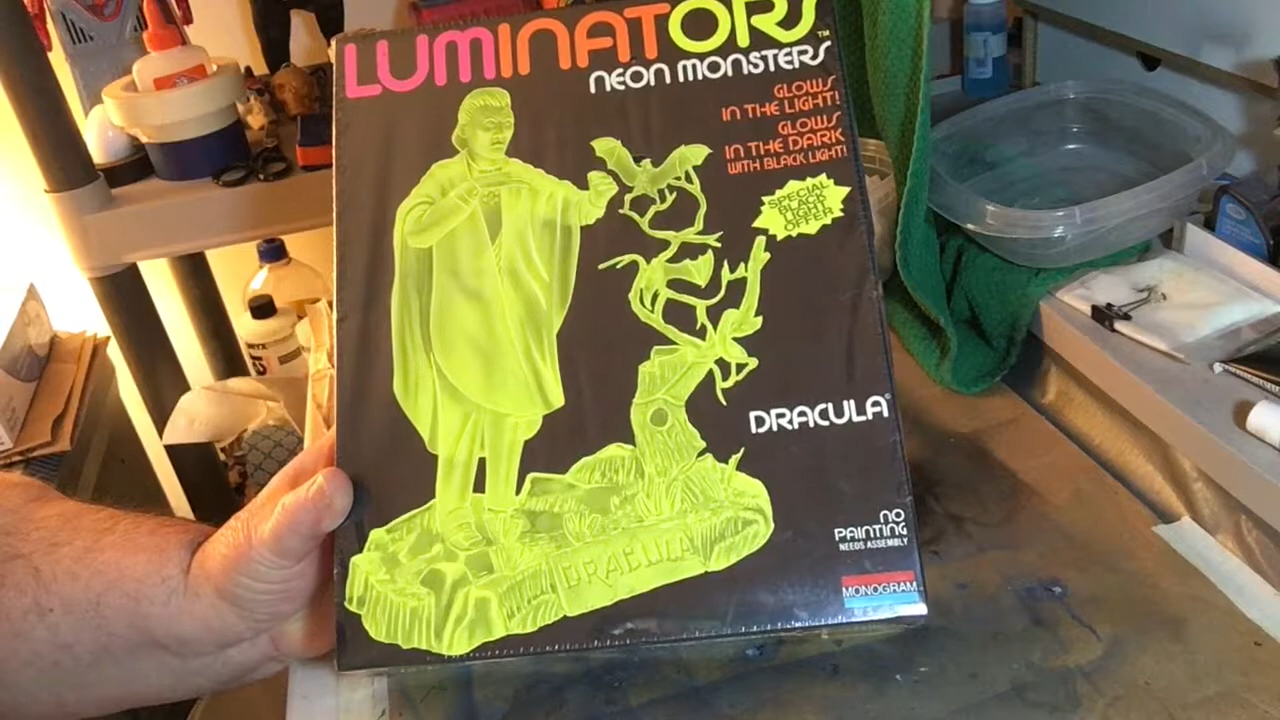 LUMINATORS™
NEON MONSTERS
GLOWS
IN THE LIGHT!
GLOWS
IN THE DARK
WITH BLACK LIGHT!
SPECIAL
BLACK
LIGHT
OFFER
DRACULA®
DRACULA
NO
PAINTING
NEEDS ASSEMBLY
MONOGRAM